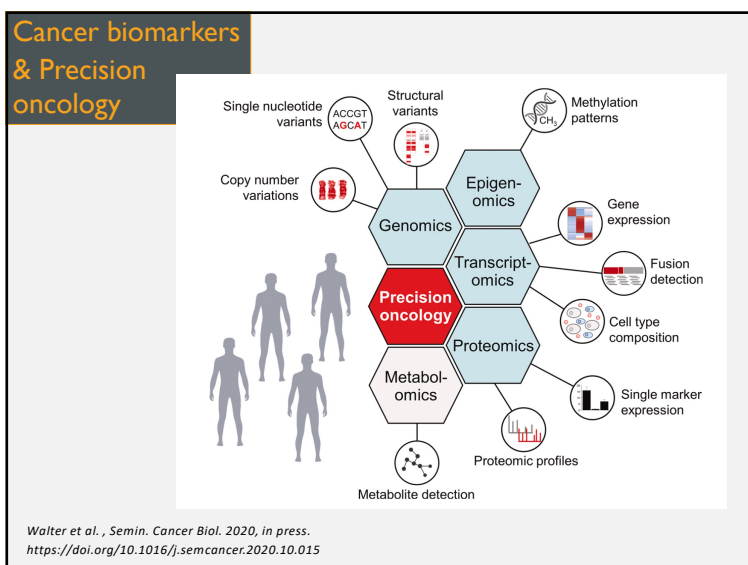 Cancer biomarkers
& Precision
oncology
Single nucleotide
variants
ACCGT
AGCAT
Structural
variants
CH₃
Methylation
patterns
Copy number
variations
Genomics
Epigen-
omics
Gene
expression
Transcript-
omics
Fusion
detection
Precision
oncology
Cell type
composition
Proteomics
Metabol-
omics
Single marker
expression
Proteomic profiles
Metabolite detection
Walter et al. , Semin. Cancer Biol. 2020, in press.
https://doi.org/10.1016/j.semcancer.2020.10.015